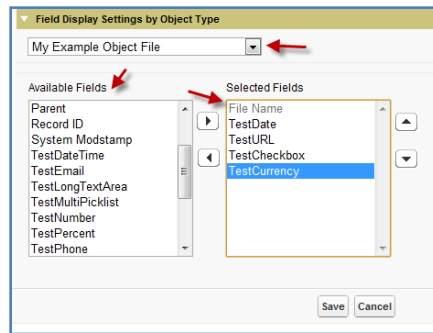 Field Display Settings by Object Type
My Example Object File
Available Fields
Parent
Record ID
System Modstamp
TestDateTime
TestEmail
TestLongTextArea
TestMultiPicklist
TestNumber
TestPercent
TestPhone
Selected Fields
File Name
TestDate
TestURL
TestCheckbox
TestCurrency
Save Cancel